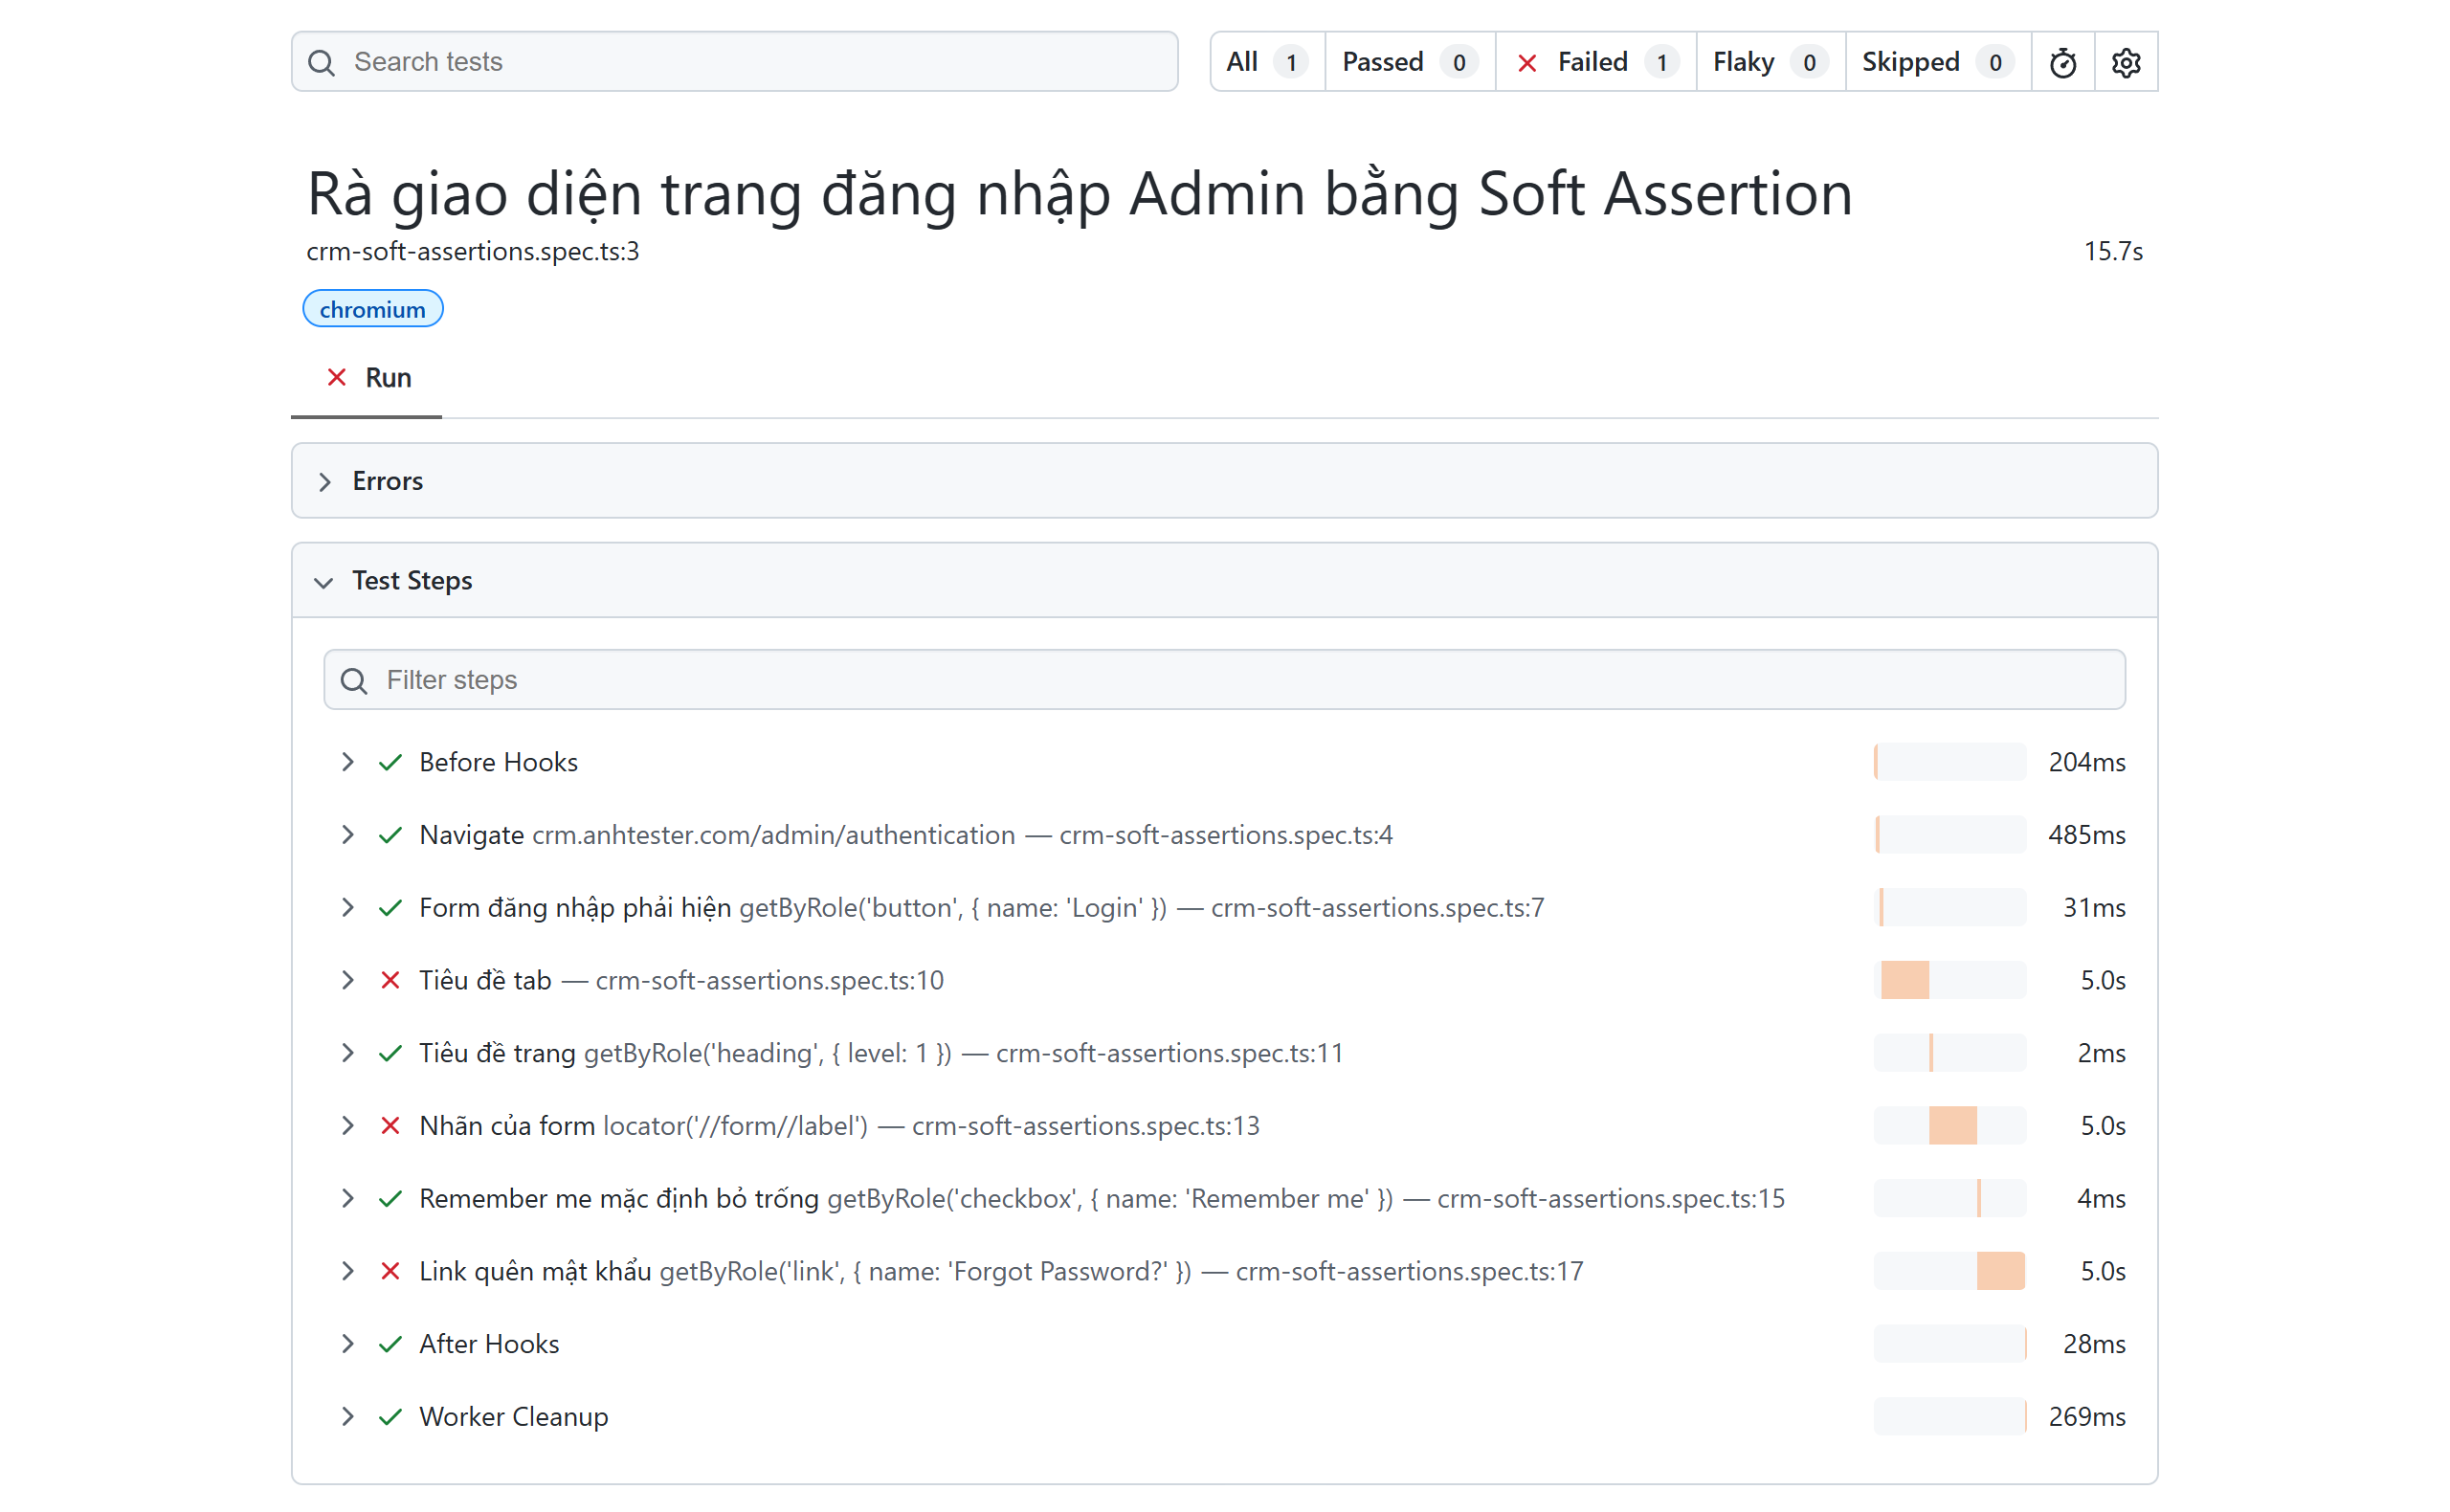 Search tests
All 1 Passed 0 Failed 1 Flaky 0 Skipped 0
Rà giao diện trang đăng nhập Admin bằng Soft Assertion
crm-soft-assertions.spec.ts:3 15.7s
chromium
Run
Errors
Test Steps
Filter steps
Before Hooks 204ms
Navigate crm.anhtester.com/admin/authentication — crm-soft-assertions.spec.ts:4 485ms
Form đăng nhập phải hiện getByRole('button', { name: 'Login' }) — crm-soft-assertions.spec.ts:7 31ms
Tiêu đề tab — crm-soft-assertions.spec.ts:10 5.0s
Tiêu đề trang getByRole('heading', { level: 1 }) — crm-soft-assertions.spec.ts:11 2ms
Nhãn của form locator('//form//label') — crm-soft-assertions.spec.ts:13 5.0s
Remember me mặc định bỏ trống getByRole('checkbox', { name: 'Remember me' }) — crm-soft-assertions.spec.ts:15 4ms
Link quên mật khẩu getByRole('link', { name: 'Forgot Password?' }) — crm-soft-assertions.spec.ts:17 5.0s
After Hooks 28ms
Worker Cleanup 269ms